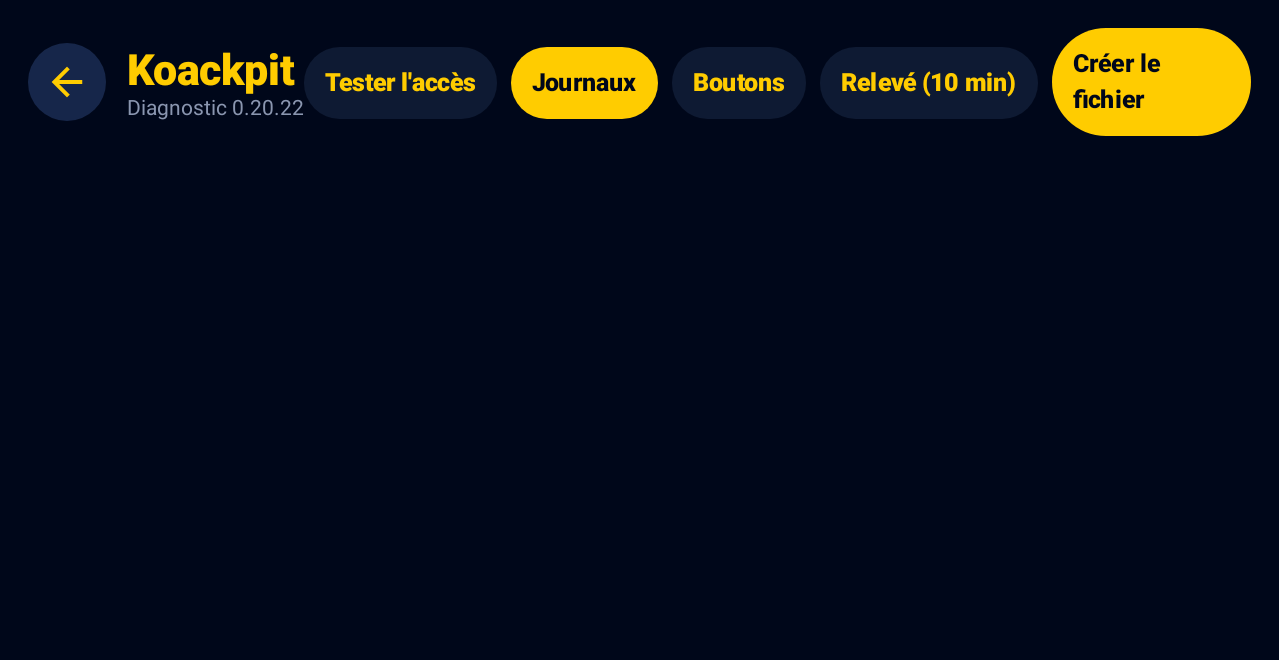 Koackpit
Diagnostic 0.20.22
Tester l'accès
Journaux
Boutons
Relevé (10 min)
Créer le
fichier